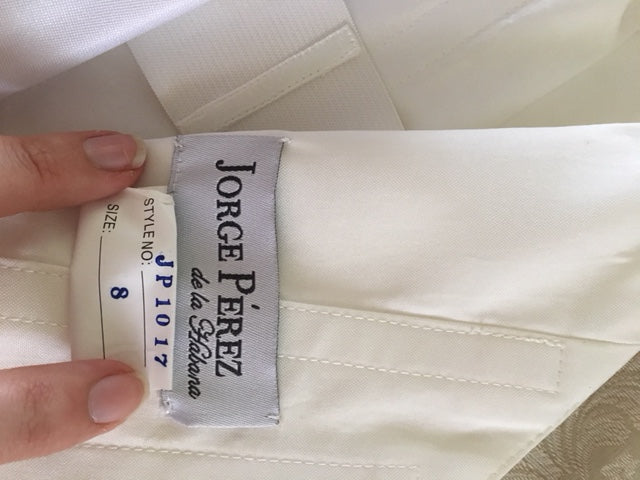 JORGE PÉREZ
de la Habana
STYLE NO: JP1017
SIZE: 8